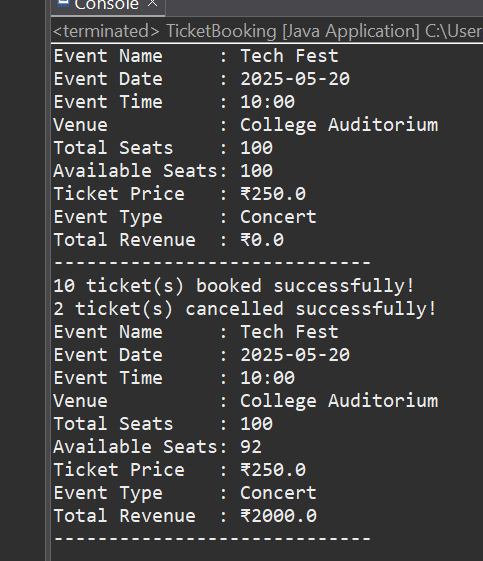 Console ×
<terminated> TicketBooking [Java Application] C:\User
Event Name     : Tech Fest
Event Date     : 2025-05-20
Event Time     : 10:00
Venue          : College Auditorium
Total Seats    : 100
Available Seats: 100
Ticket Price   : ₹250.0
Event Type     : Concert
Total Revenue  : ₹0.0
-----------------------------
10 ticket(s) booked successfully!
2 ticket(s) cancelled successfully!
Event Name     : Tech Fest
Event Date     : 2025-05-20
Event Time     : 10:00
Venue          : College Auditorium
Total Seats    : 100
Available Seats: 92
Ticket Price   : ₹250.0
Event Type     : Concert
Total Revenue  : ₹2000.0
-----------------------------